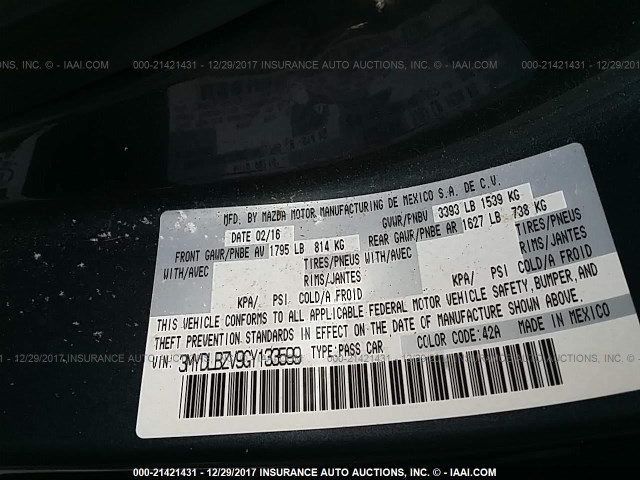 NS, INC. - IAAI.COM 000-21421431 - 12/29/2017 INSURANCE AUTO AUCTIONS, INC. - IAAI.COM 000-21421431 - 12/29/2
MFD. BY MAZDA MOTOR MANUFACTURING DE MEXICO S.A. DE C.V.
DATE 02/16 GVWR/PNBV 3393 LB 1539 KG
FRONT GAWR/PNBE AV 1795 LB 814 KG REAR GAWR/PNBE AR 1627 LB 738 KG
WITH/AVEC TIRES/PNEUS WITH/AVEC TIRES/PNEUS
RIMS/JANTES RIMS/JANTES
KPA/ PSI COLD/A FROID KPA/ PSI COLD/A FROID
THIS VEHICLE CONFORMS TO ALL APPLICABLE FEDERAL MOTOR VEHICLE SAFETY, BUMPER, AND
THEFT PREVENTION STANDARDS IN EFFECT ON THE DATE OF MANUFACTURE SHOWN ABOVE.
VIN: 3MYDLBZV9GY133599 TYPE: PASS CAR COLOR CODE: 42A MADE IN MEXICO
000-21421431 - 12/29/2017 INSURANCE AUTO AUCTIONS, INC. - IAAI.COM